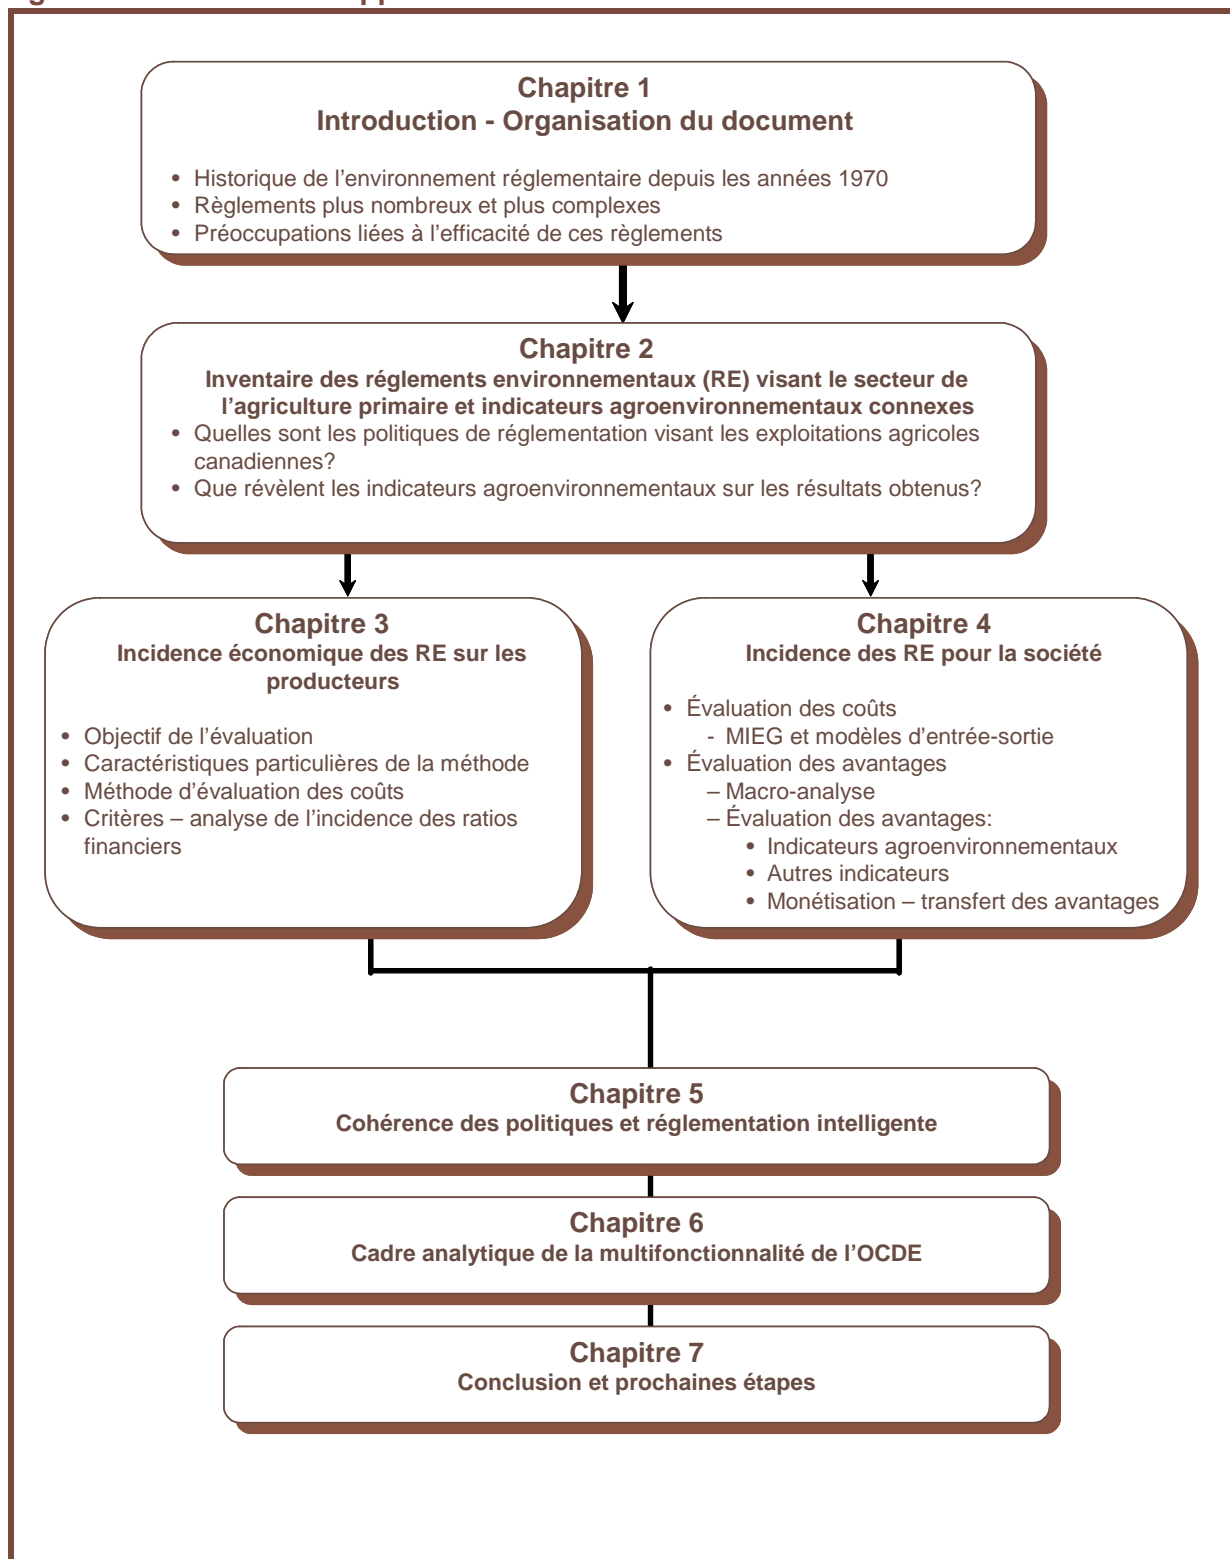 Chapitre 1
Introduction - Organisation du document
• Historique de l’environnement réglementaire depuis les années 1970
• Règlements plus nombreux et plus complexes
• Préoccupations liées à l’efficacité de ces règlements
Chapitre 2
Inventaire des réglements environnementaux (RE) visant le secteur de
l’agriculture primaire et indicateurs agroenvironnementaux connexes
• Quelles sont les politiques de réglementation visant les exploitations agricoles
canadiennes?
• Que révèlent les indicateurs agroenvironnementaux sur les résultats obtenus?
Chapitre 3
Incidence économique des RE sur les
producteurs
• Objectif de l’évaluation
• Caractéristiques particulières de la méthode
• Méthode d’évaluation des coûts
• Critères – analyse de l’incidence des ratios
financiers
Chapitre 4
Incidence des RE pour la société
• Évaluation des coûts
- MIEG et modèles d’entrée-sortie
• Évaluation des avantages
– Macro-analyse
– Évaluation des avantages:
• Indicateurs agroenvironnementaux
• Autres indicateurs
• Monétisation – transfert des avantages
Chapitre 5
Cohérence des politiques et réglementation intelligente
Chapitre 6
Cadre analytique de la multifonctionnalité de l’OCDE
Chapitre 7
Conclusion et prochaines étapes